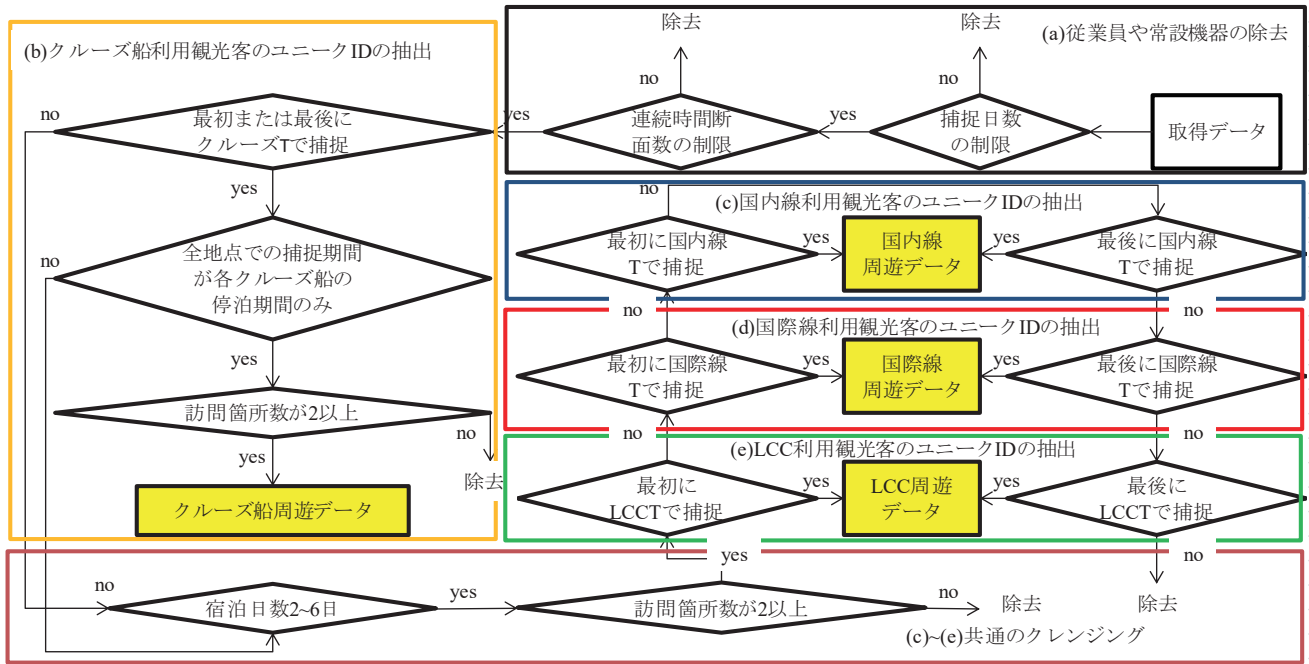 (b)クルーズ船利用観光客のユニークIDの抽出
no
最初または最後に
クルーズTで捕捉
yes
全地点での捕捉期間
が各クルーズ船の
停泊期間のみ
yes
訪問箇所数が2以上
no
yes
除去
クルーズ船周遊データ
除去
除去
(a)従業員や常設機器の除去
no
no
yes
連続時間断
面数の制限
yes
捕捉日数
の制限
取得データ
no
(c)国内線利用観光客のユニークIDの抽出
最初に国内線
Tで捕捉
yes
国内線
周遊データ
yes
最後に国内線
Tで捕捉
no
no
(d)国際線利用観光客のユニークIDの抽出
最初に国際線
Tで捕捉
yes
国際線
周遊データ
yes
最後に国際線
Tで捕捉
no
no
(e)LCC利用観光客のユニークIDの抽出
最初に
LCCTで捕捉
yes
LCC周遊
データ
yes
最後に
LCCTで捕捉
yes
no
no
宿泊日数2~6日
yes
訪問箇所数が2以上
no
除去
除去
(c)~(e)共通のクレンジング